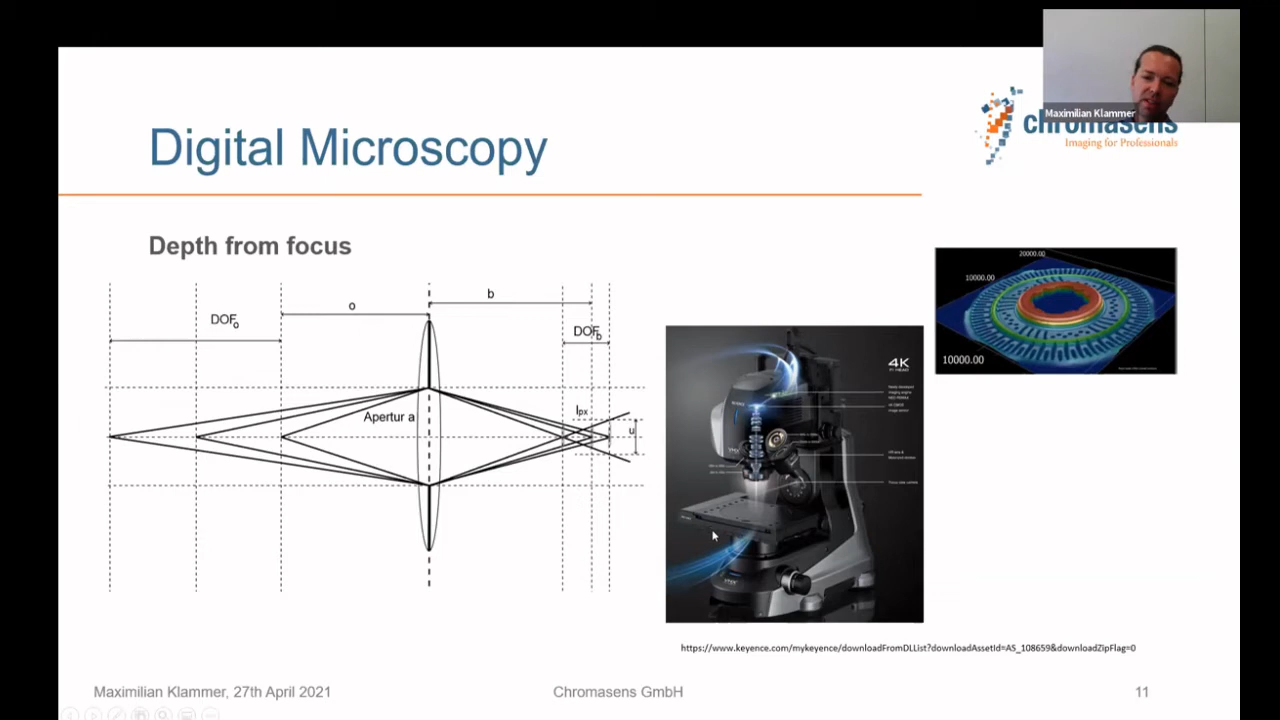 Maximilian Klammer
chromasens
Imaging for Professionals
Digital Microscopy
Depth from focus
DOFo
o
b
DOFb
Apertur a
lpx
u
4K
20000.00
10000.00
10000.00
https://www.keyence.com/mykeyence/downloadFromDLList?downloadAssetId=AS_108659&downloadZipFlag=0
Maximilian Klammer, 27th April 2021
Chromasens GmbH
11